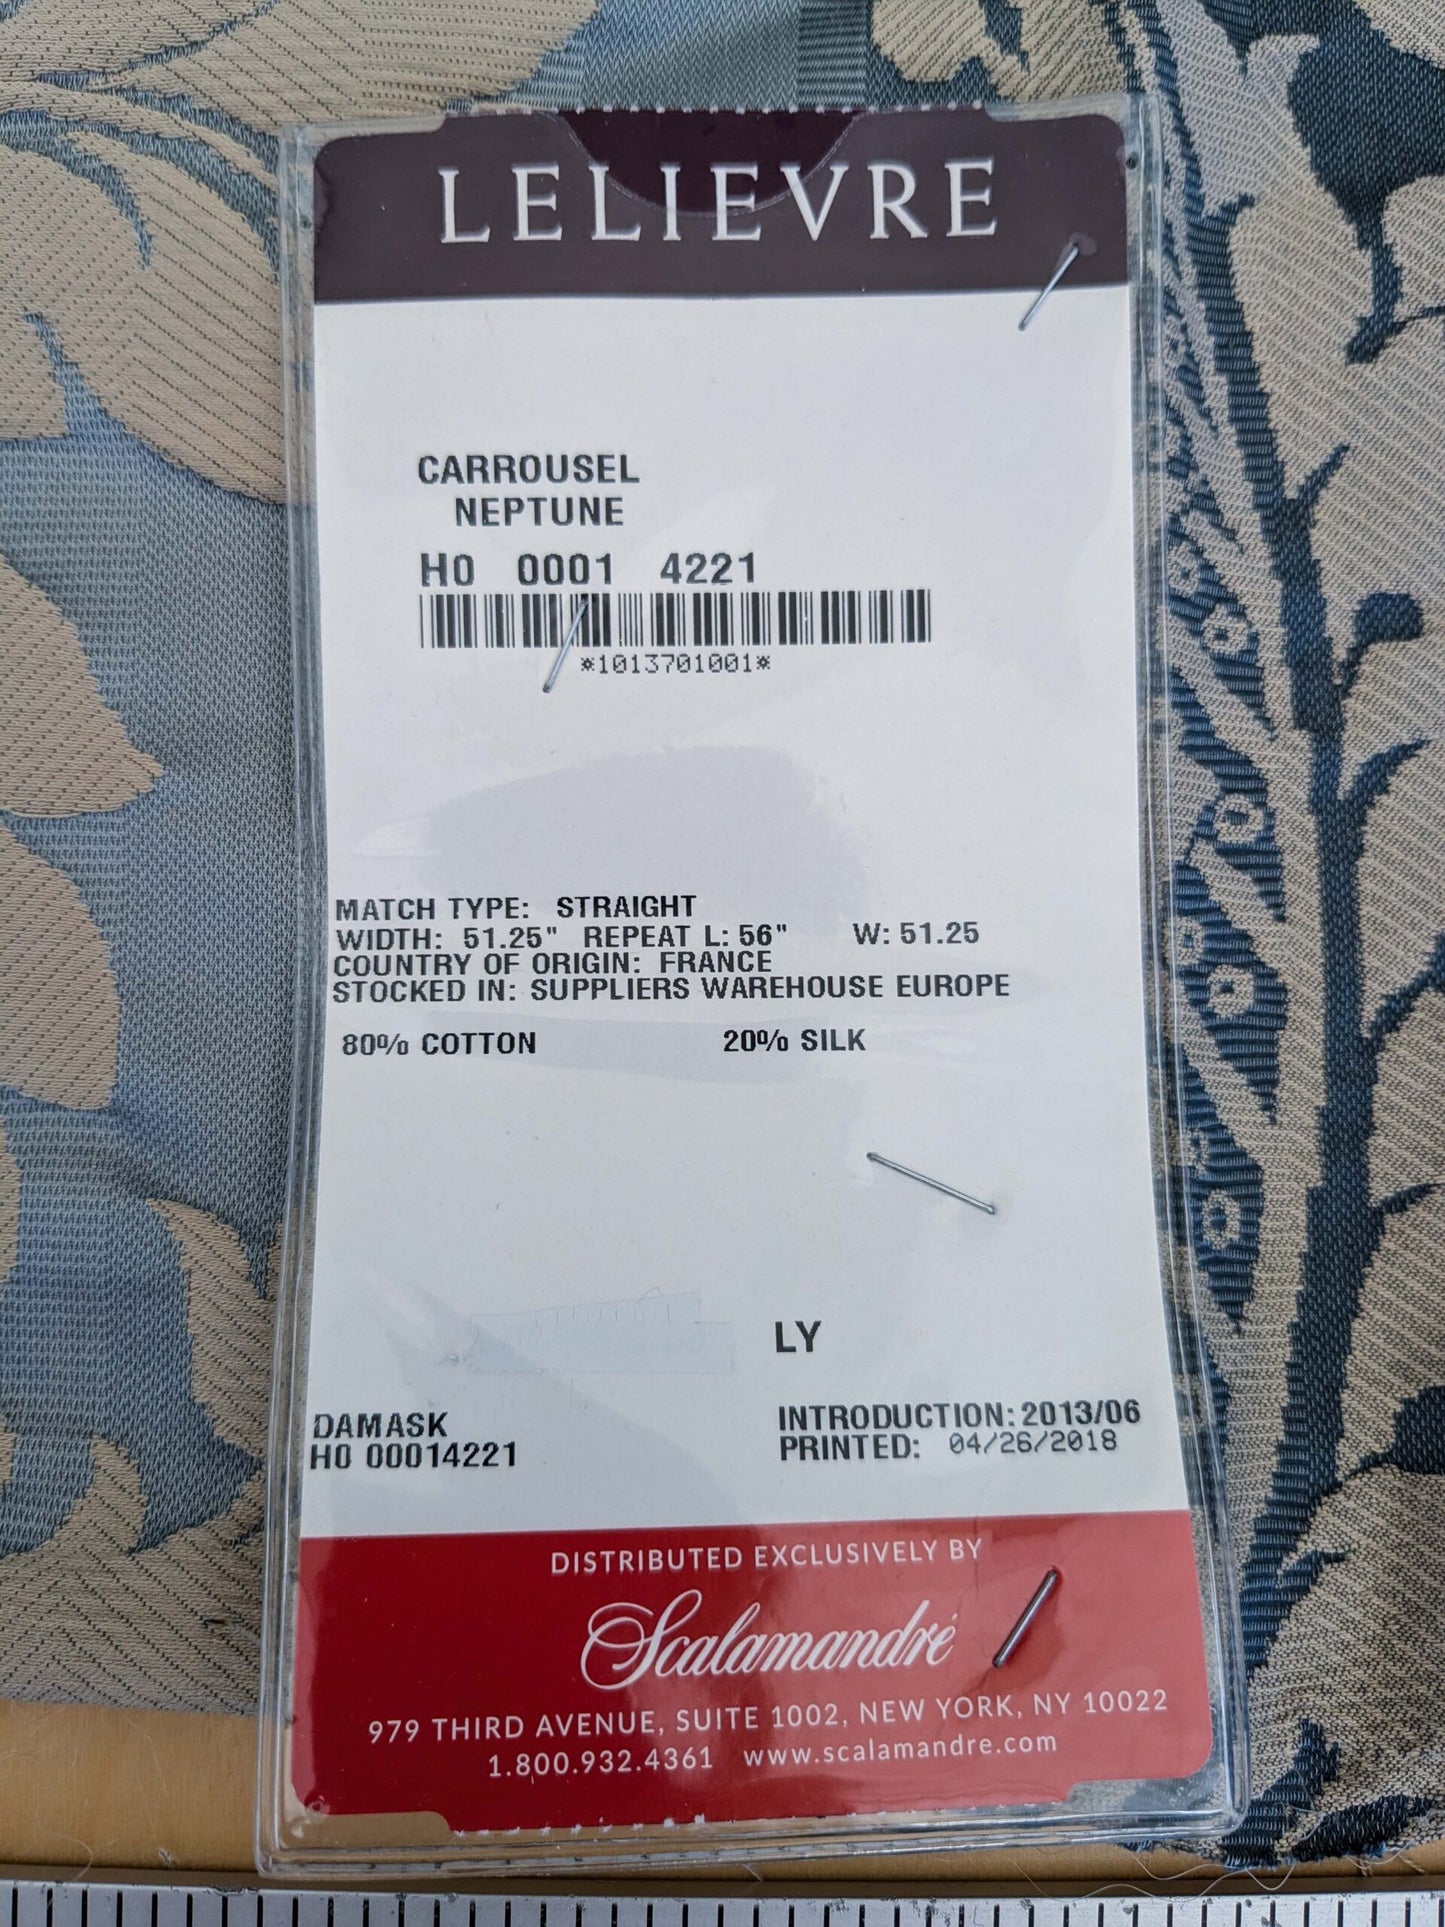 LELIEVRE
CARROUSEL
NEPTUNE
H0 0001 4221
*1013701001*
MATCH TYPE: STRAIGHT
WIDTH: 51.25" REPEAT L: 56" W: 51.25
COUNTRY OF ORIGIN: FRANCE
STOCKED IN: SUPPLIERS WAREHOUSE EUROPE
80% COTTON 20% SILK
LY
DAMASK
H0 00014221
INTRODUCTION: 2013/06
PRINTED: 04/26/2018
DISTRIBUTED EXCLUSIVELY BY
Scalamandré
979 THIRD AVENUE, SUITE 1002, NEW YORK, NY 10022
1.800.932.4361 www.scalamandre.com